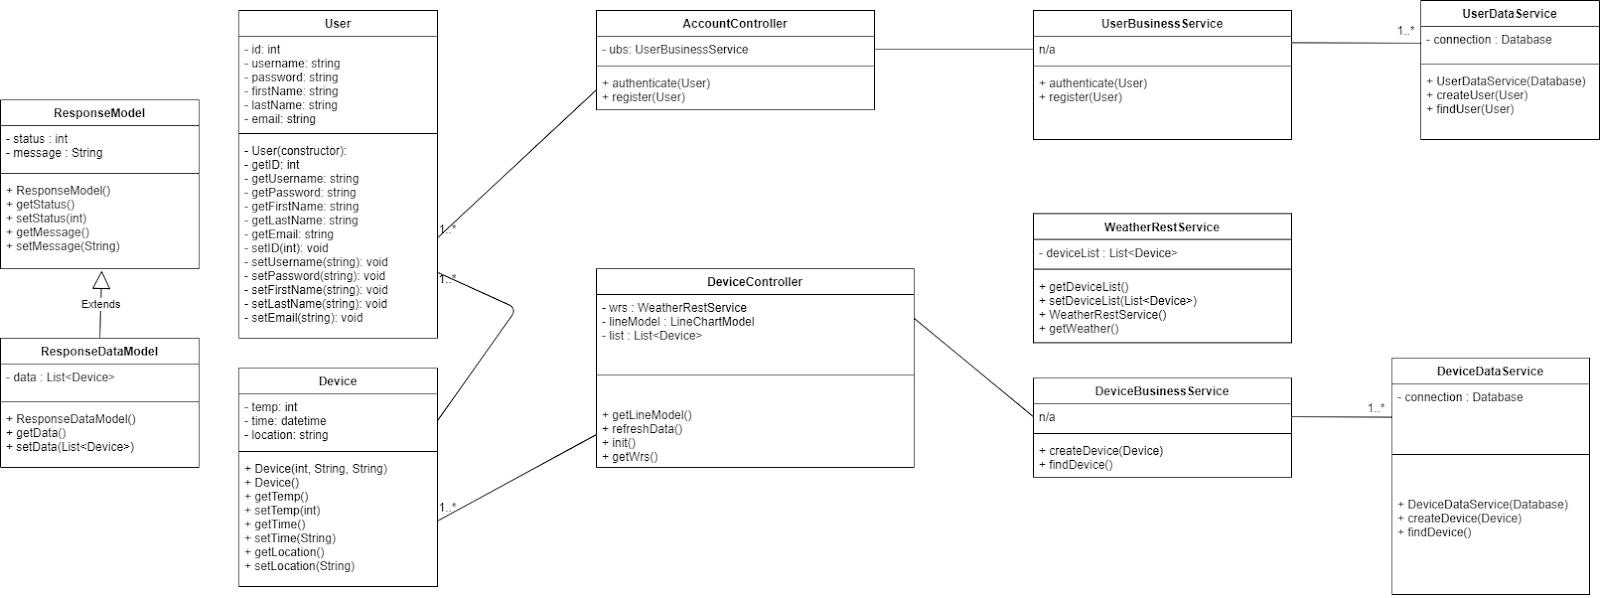 ResponseModel
- status : int
- message : String
+ ResponseModel()
+ getStatus()
+ setStatus(int)
+ getMessage()
+ setMessage(String)
Extends
ResponseDataModel
- data : List<Device>
+ ResponseDataModel()
+ getData()
+ setData(List<Device>)
User
- id: int
- username: string
- password: string
- firstName: string
- lastName: string
- email: string
- User(constructor):
- getID: int
- getUsername: string
- getPassword: string
- getFirstName: string
- getLastName: string
- getEmail: string
- setID(int): void
- setUsername(string): void
- setPassword(string): void
- setFirstName(string): void
- setLastName(string): void
- setEmail(string): void
1..*
1..*
Device
- temp: int
- time: datetime
- location: string
+ Device(int, String, String)
+ Device()
+ getTemp()
+ setTemp(int)
+ getTime()
+ setTime(String)
+ getLocation()
+ setLocation(String)
1..*
AccountController
- ubs: UserBusinessService
+ authenticate(User)
+ register(User)
DeviceController
- wrs : WeatherRestService
- lineModel : LineChartModel
- list : List<Device>
+ getLineModel()
+ refreshData()
+ init()
+ getWrs()
UserBusinessService
n/a
+ authenticate(User)
+ register(User)
WeatherRestService
- deviceList : List<Device>
+ getDeviceList()
+ setDeviceList(List<Device>)
+ WeatherRestService()
+ getWeather()
DeviceBusinessService
n/a
+ createDevice(Device)
+ findDevice()
1..*
UserDataService
- connection : Database
+ UserDataService(Database)
+ createUser(User)
+ findUser(User)
1..*
DeviceDataService
- connection : Database
+ DeviceDataService(Database)
+ createDevice(Device)
+ findDevice()